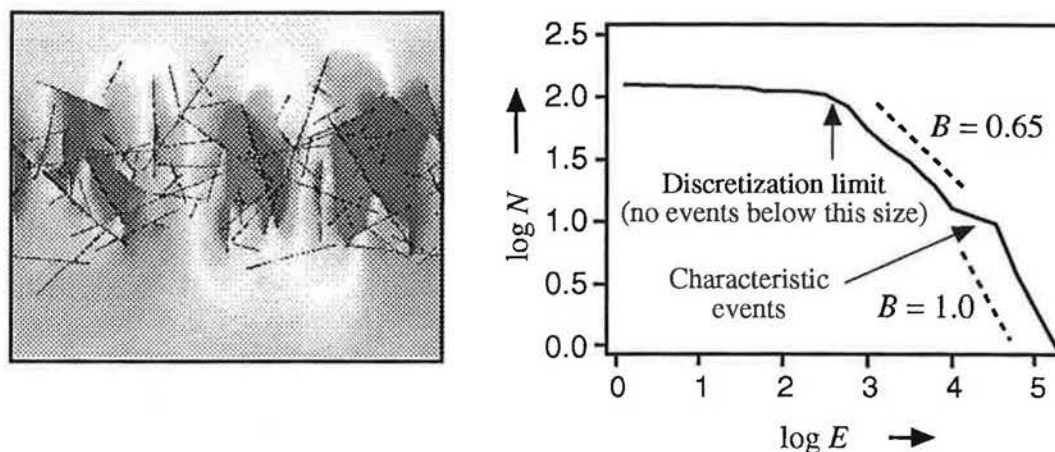 2.5
2.0
1.5
1.0
0.5
0.0
log N
B = 0.65
Discretization limit
(no events below this size)
Characteristic
events
B = 1.0
0 1 2 3 4 5
log E